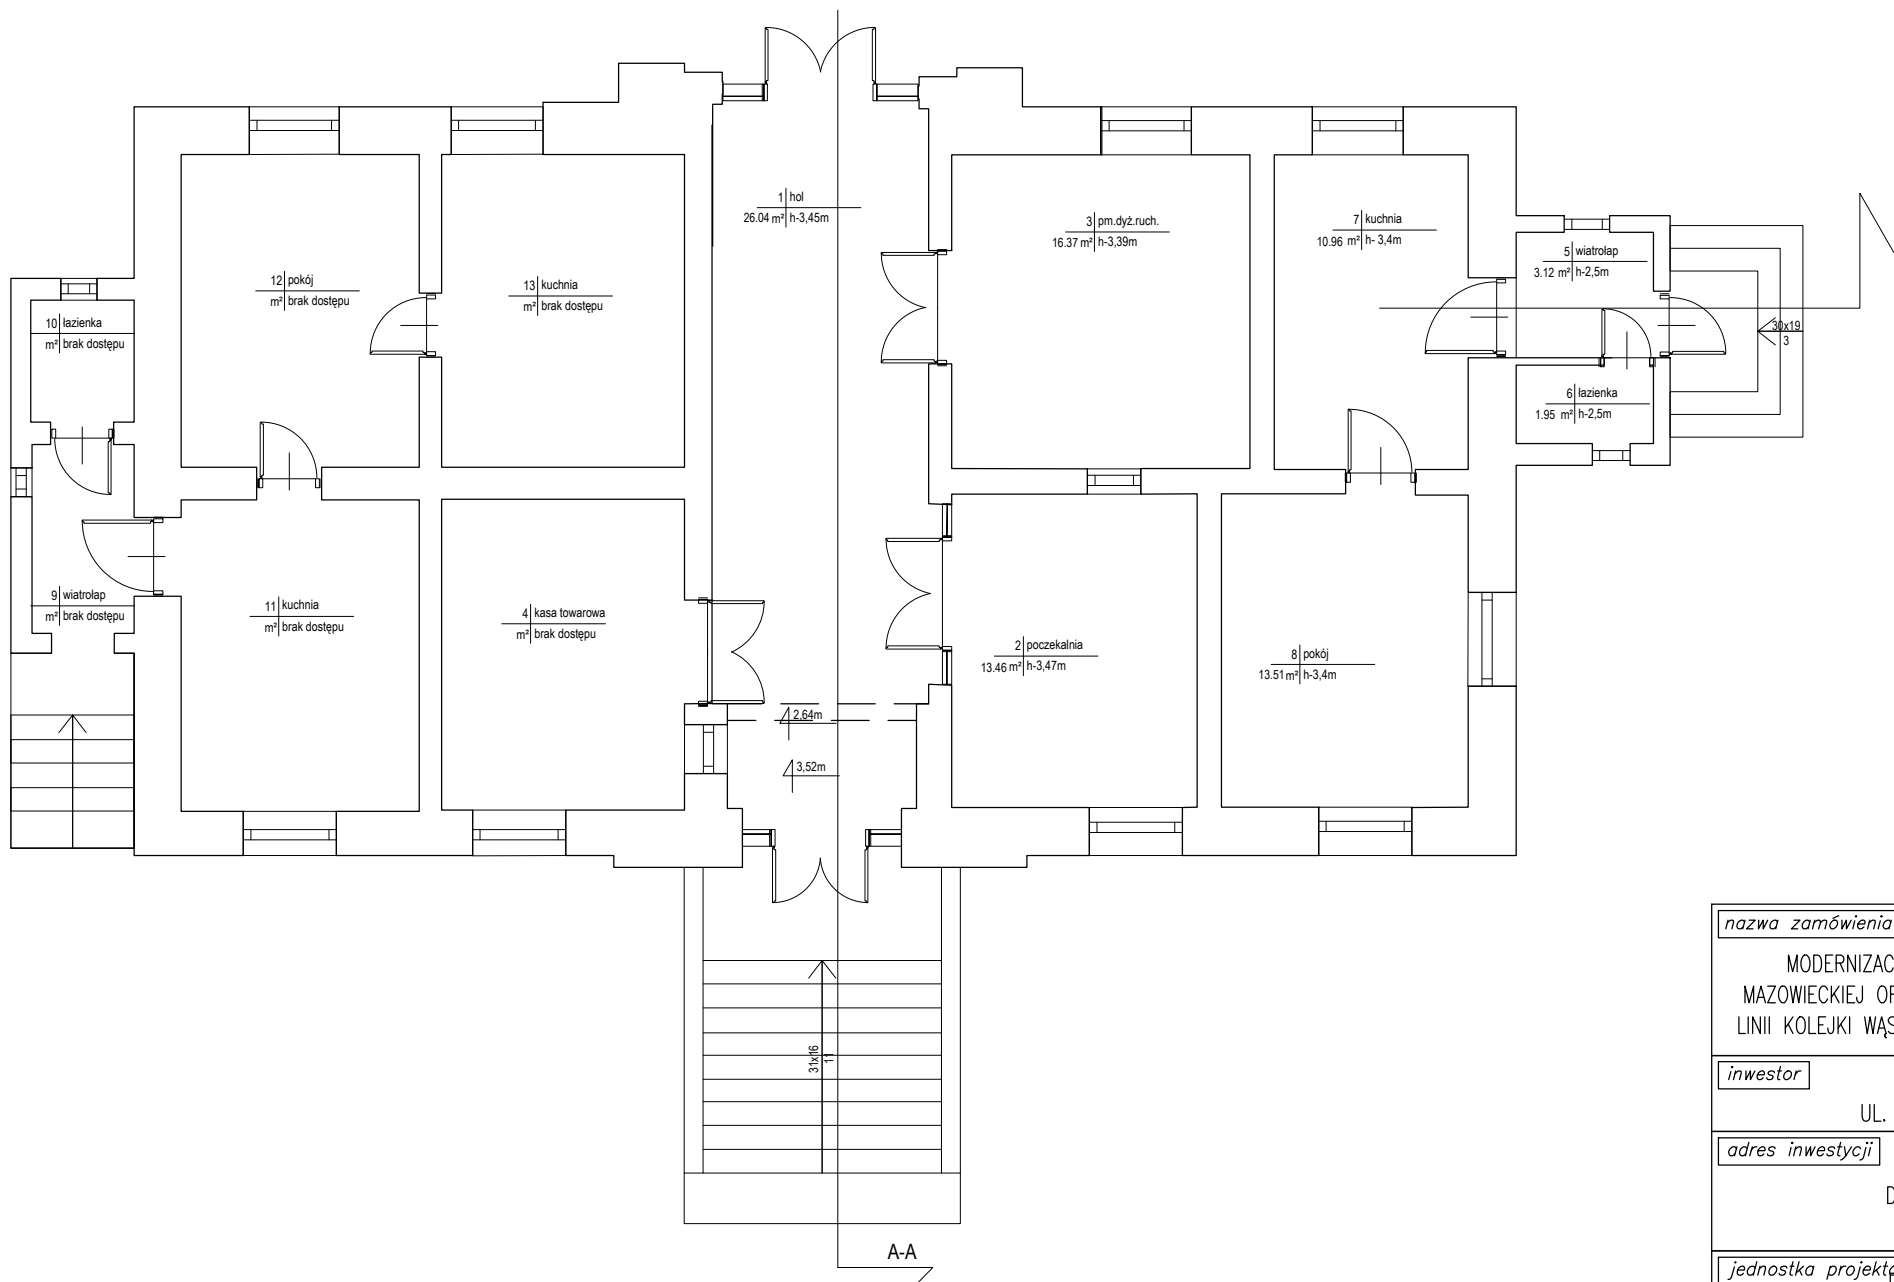 1 hol
26.04 m² h-3,45m
3 pm.dyż.ruch.
16.37 m² h-3,39m
7 kuchnia
10.96 m² h- 3,4m
5 wiatrołap
3.12 m² h-2,5m
12 pokój
m² brak dostępu
13 kuchnia
m² brak dostępu
10 łazienka
m² brak dostępu
30x19
3
6 łazienka
1.95 m² h-2,5m
9 wiatrołap
m² brak dostępu
11 kuchnia
m² brak dostępu
4 kasa towarowa
m² brak dostępu
2 poczekalnia
13.46 m² h-3,47m
8 pokój
13.51 m² h-3,4m
2,64m
3,52m
31x16
11
A-A
nazwa zamówienia
MODERNIZAC
MAZOWIECKIEJ
LINII KOLEJKI
inwestor
UL.
adres inwestycji
D
jednostka